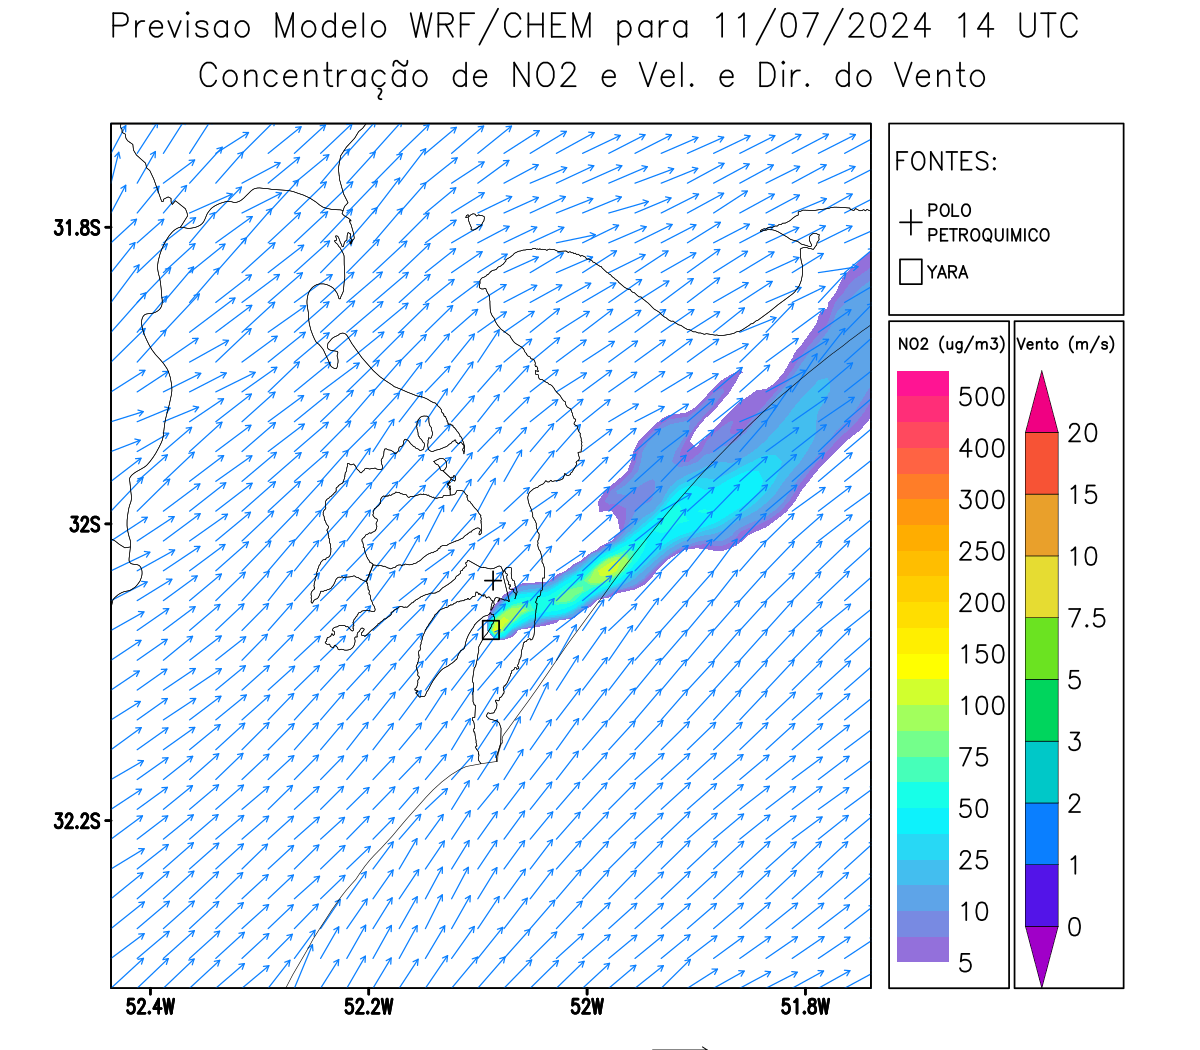 Previsao Modelo WRF/CHEM para 11/07/2024 14 UTC
Concentração de NO2 e Vel. e Dir. do Vento
FONTES:
POLO
PETROQUIMICO
YARA
31.8S
32S
32.2S
52.4W
52.2W
52W
51.8W
NO2 (ug/m3)
500
400
300
250
200
150
100
75
50
25
10
5
Vento (m/s)
20
15
10
7.5
5
3
2
1
0